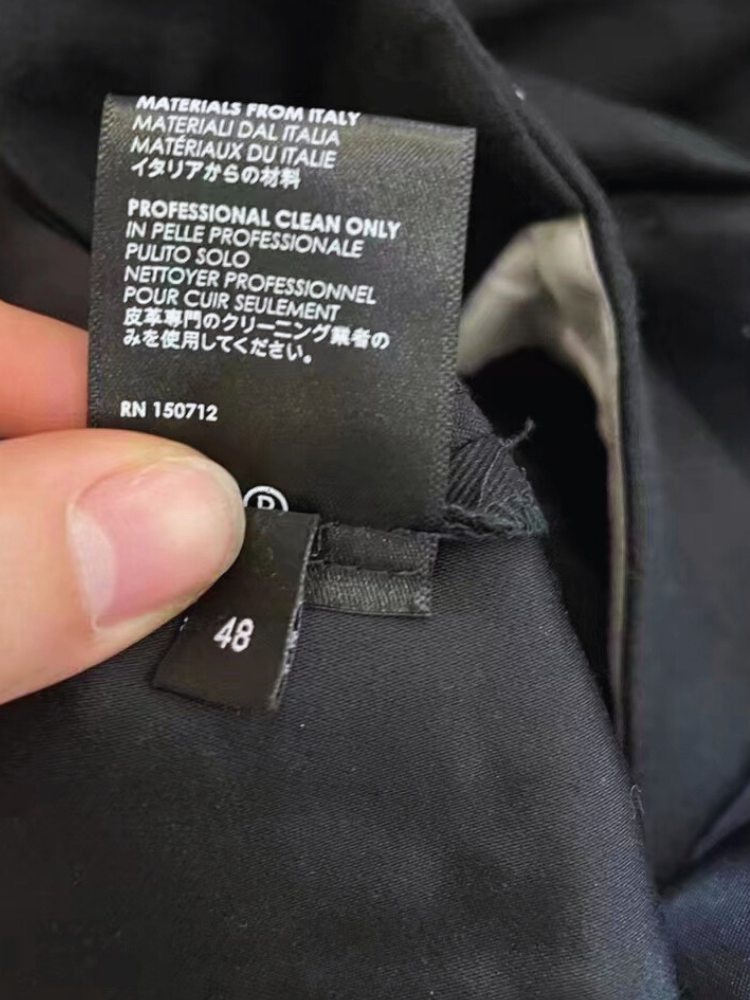 MATERIALS FROM ITALY
MATERIALI DAL ITALIA
MATÉRIAUX DU ITALIE
イタリアからの材料
PROFESSIONAL CLEAN ONLY
IN PELLE PROFESSIONALE
PULITO SOLO
NETTOYER PROFESSIONNEL
POUR CUIR SEULEMENT
皮革専門のクリーニング業者の
みを使用してください。
RN 150712
P
48